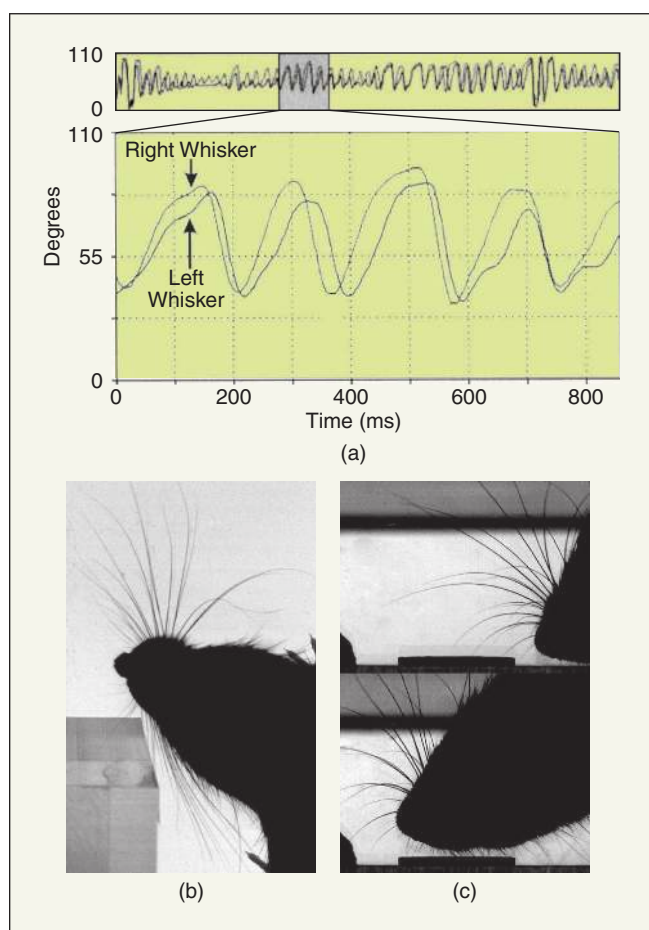 110
0
110
Right Whisker
Degrees
55
Left
Whisker
0
0 200 400 600 800
Time (ms)
(a)
(b)
(c)